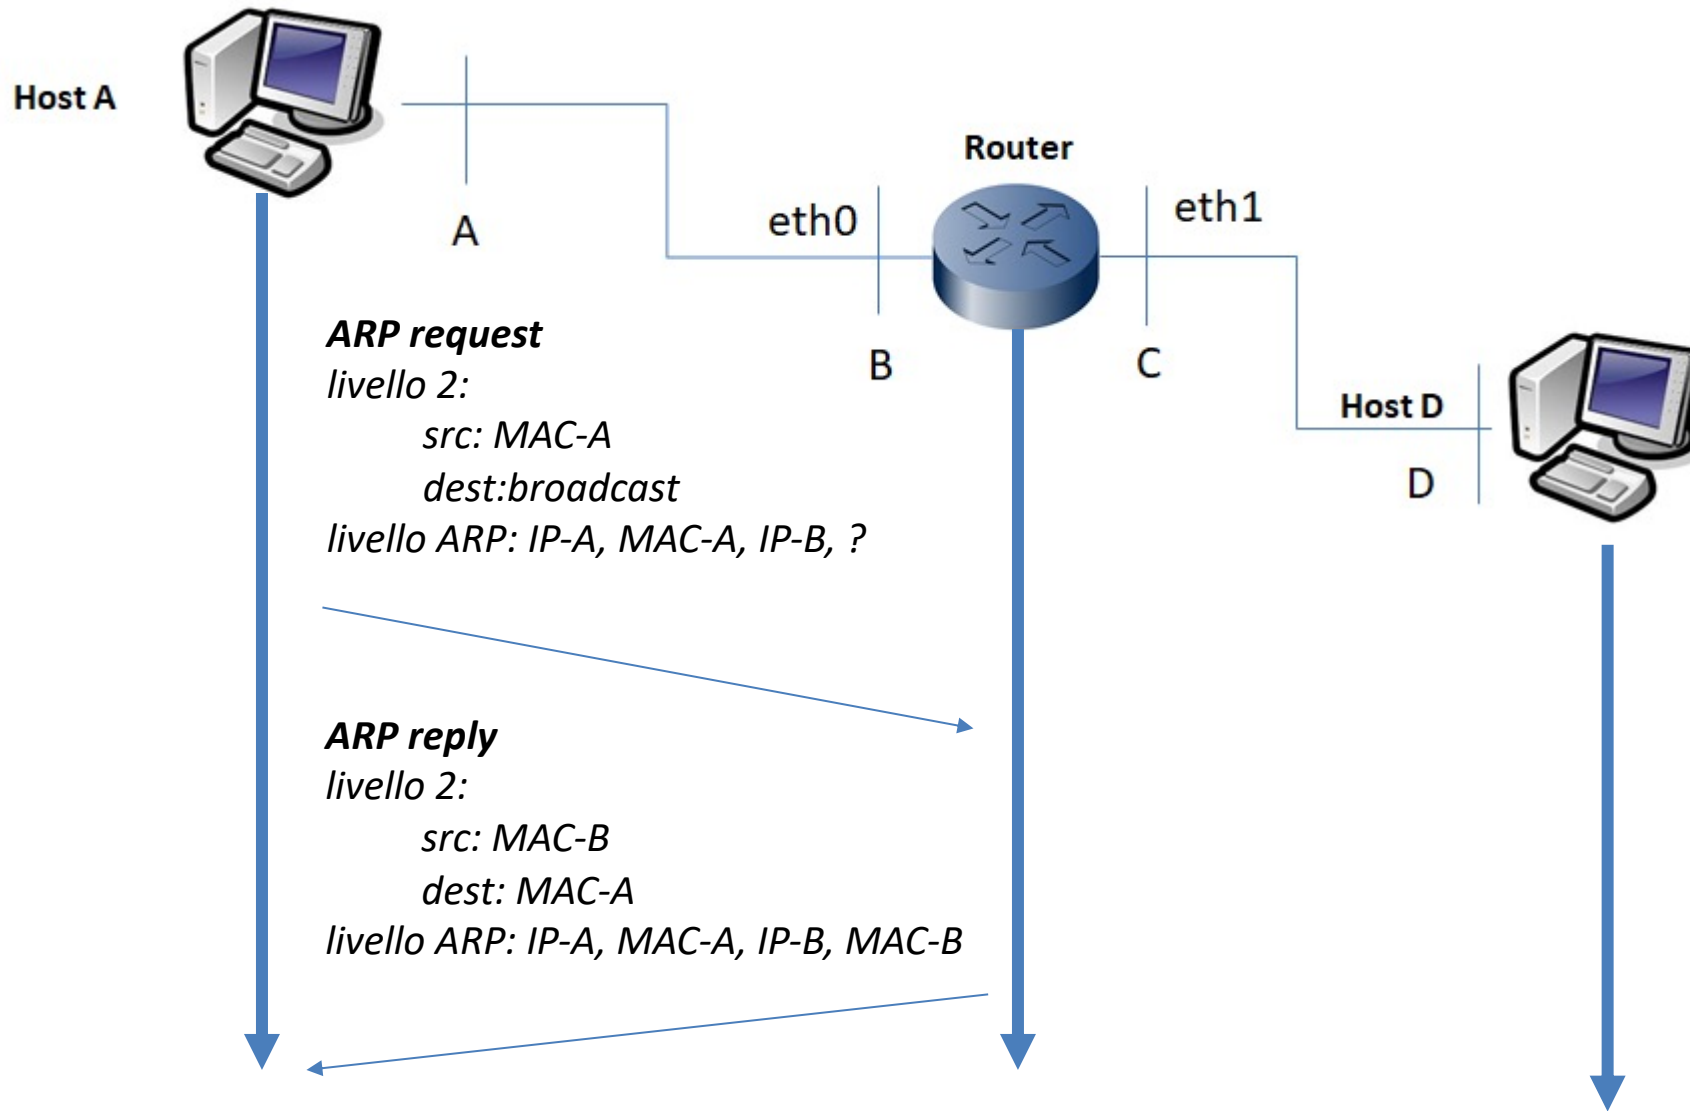 Host A
A
Router
eth0
eth1
B
C
Host D
D
ARP request
livello 2:
src: MAC-A
dest:broadcast
livello ARP: IP-A, MAC-A, IP-B, ?
ARP reply
livello 2:
src: MAC-B
dest: MAC-A
livello ARP: IP-A, MAC-A, IP-B, MAC-B